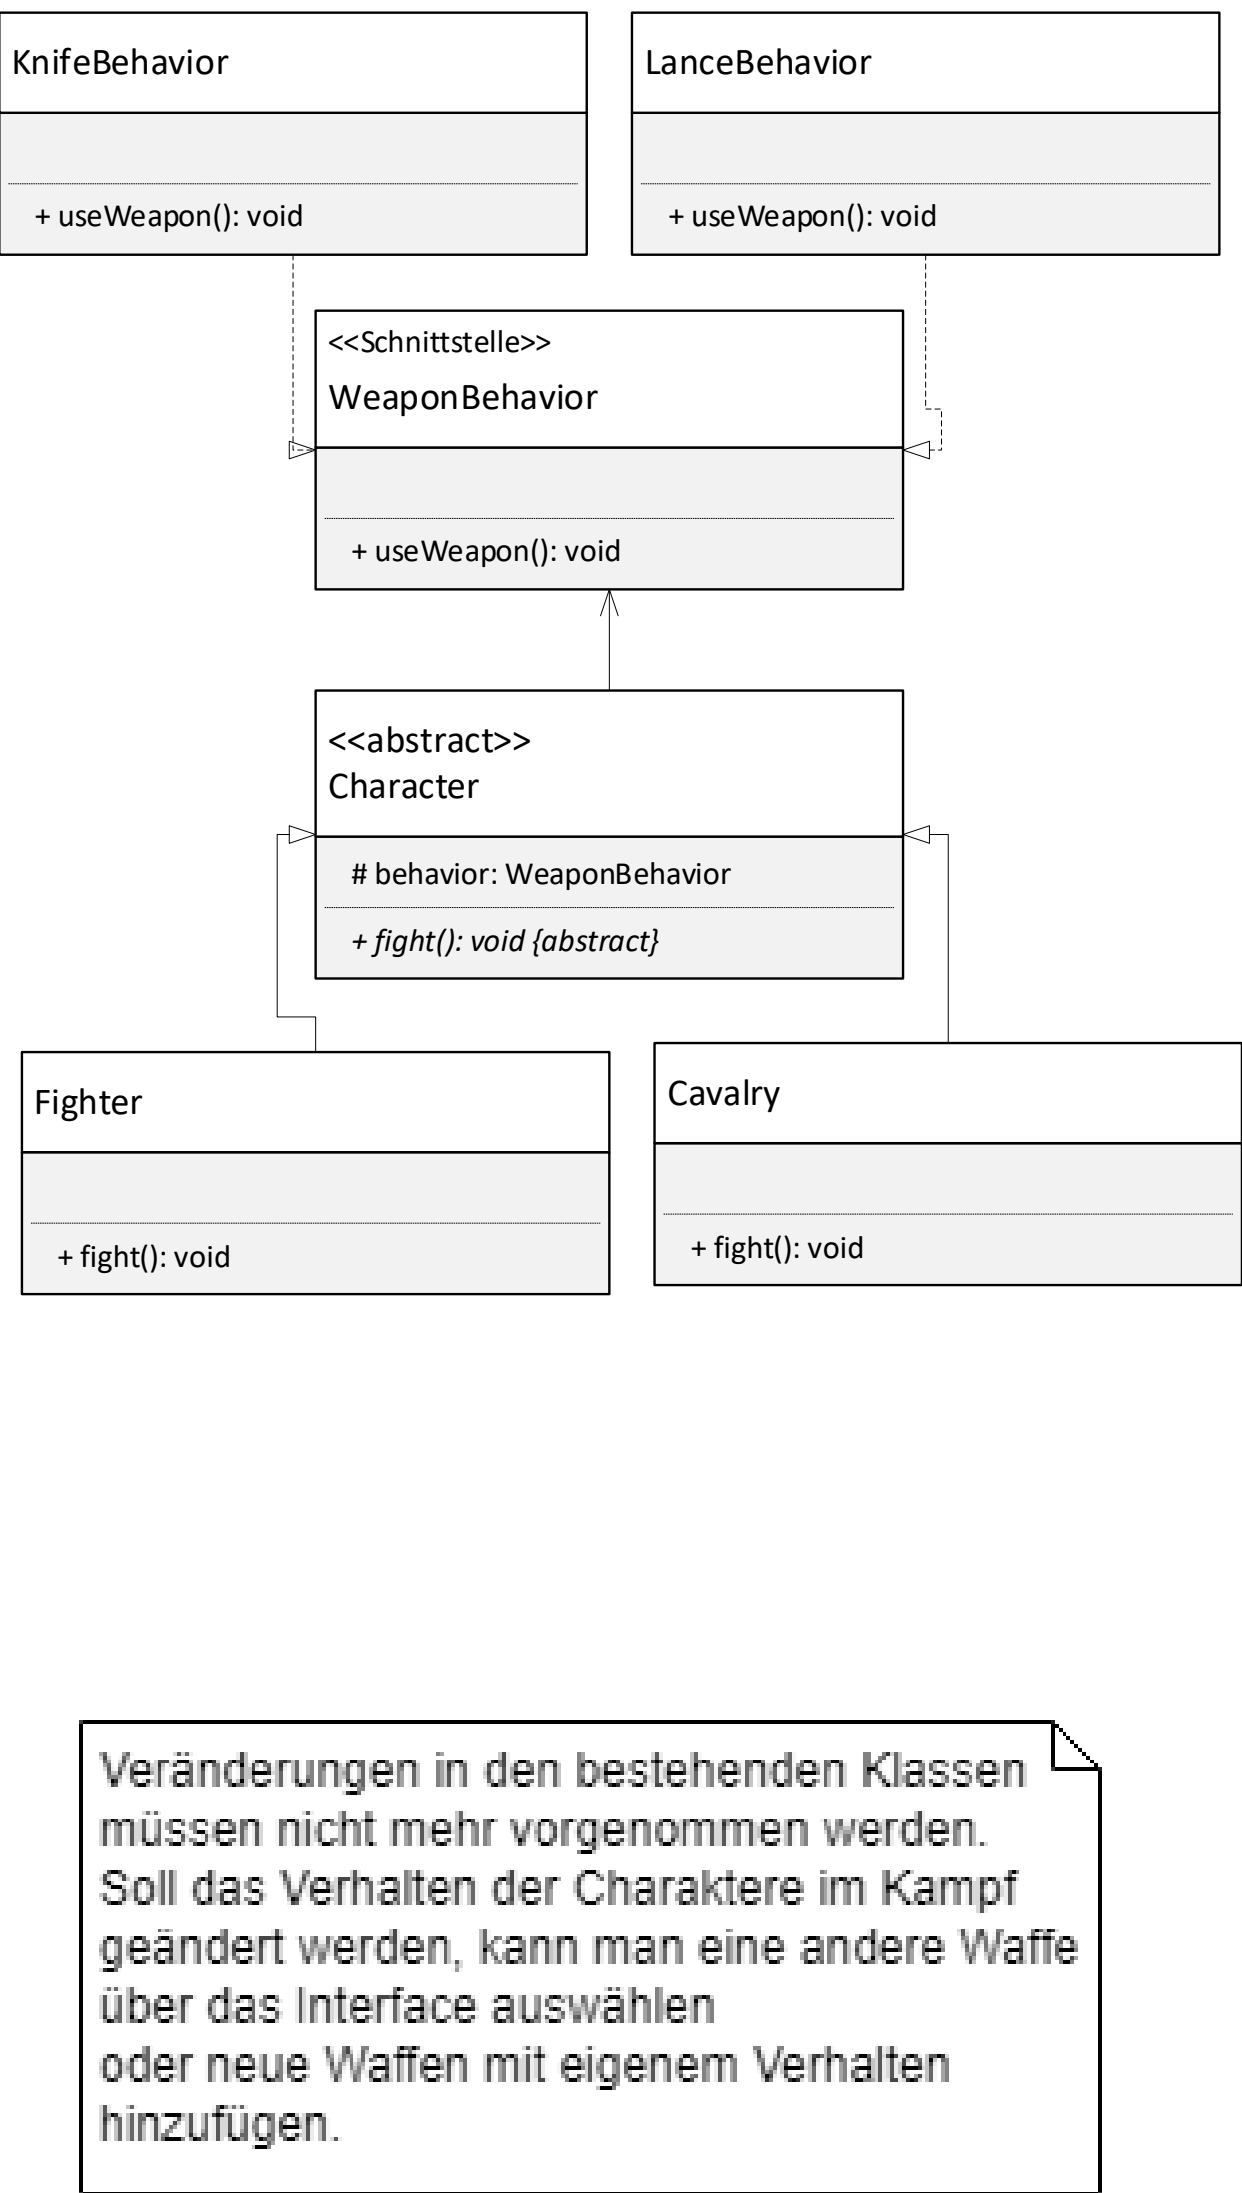 KnifeBehavior
+ useWeapon(): void
LanceBehavior
+ useWeapon(): void
<<Schnittstelle>>
WeaponBehavior
+ useWeapon(): void
<<abstract>>
Character
# behavior: WeaponBehavior
+ fight(): void {abstract}
Fighter
+ fight(): void
Cavalry
+ fight(): void
Veränderungen in den bestehenden Klassen
müssen nicht mehr vorgenommen werden.
Soll das Verhalten der Charaktere im Kampf
geändert werden, kann man eine andere Waffe
über das Interface auswählen
oder neue Waffen mit eigenem Verhalten
hinzufügen.